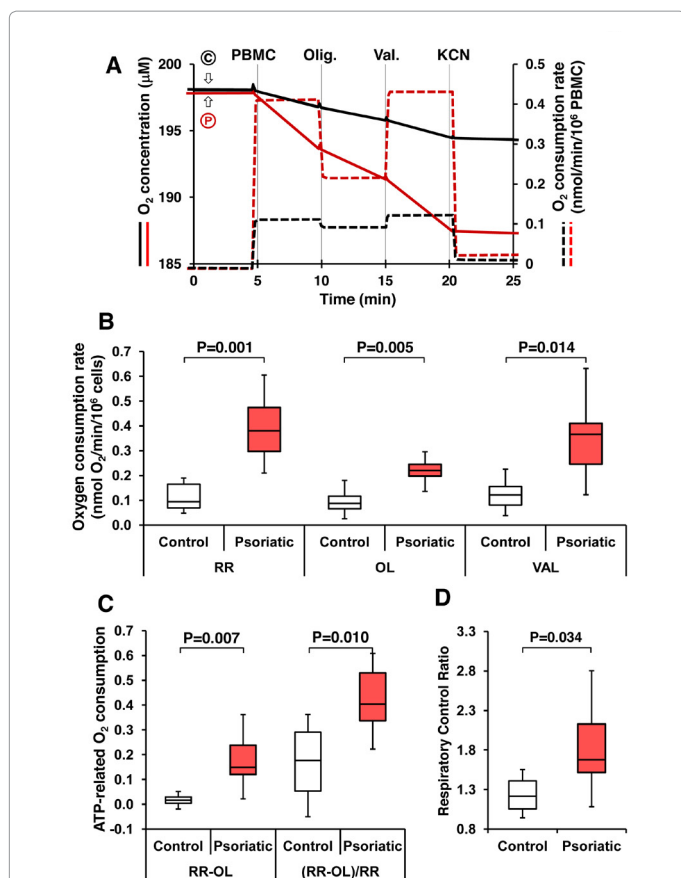 A
PBMC Olig. Val. KCN
O2 concentration (µM)
200
195
190
185
C
P
O2 consumption rate
(nmol/min/10^6 PBMC)
0.5
0.4
0.3
0.2
0.1
0
0 5 10 15 20 25
Time (min)
B
Oxygen consumption rate
(nmol O2/min/10^6 cells)
0.7
0.6
0.5
0.4
0.3
0.2
0.1
0.0
P=0.001 P=0.005 P=0.014
Control Psoriatic Control Psoriatic Control Psoriatic
RR OL VAL
C
ATP-related O2 consumption
0.7
0.6
0.5
0.4
0.3
0.2
0.1
0.0
-0.1
P=0.007 P=0.010
Control Psoriatic Control Psoriatic
RR-OL (RR-OL)/RR
D
Respiratory Control Ratio
3.3
2.8
2.3
1.8
1.3
0.8
P=0.034
Control Psoriatic